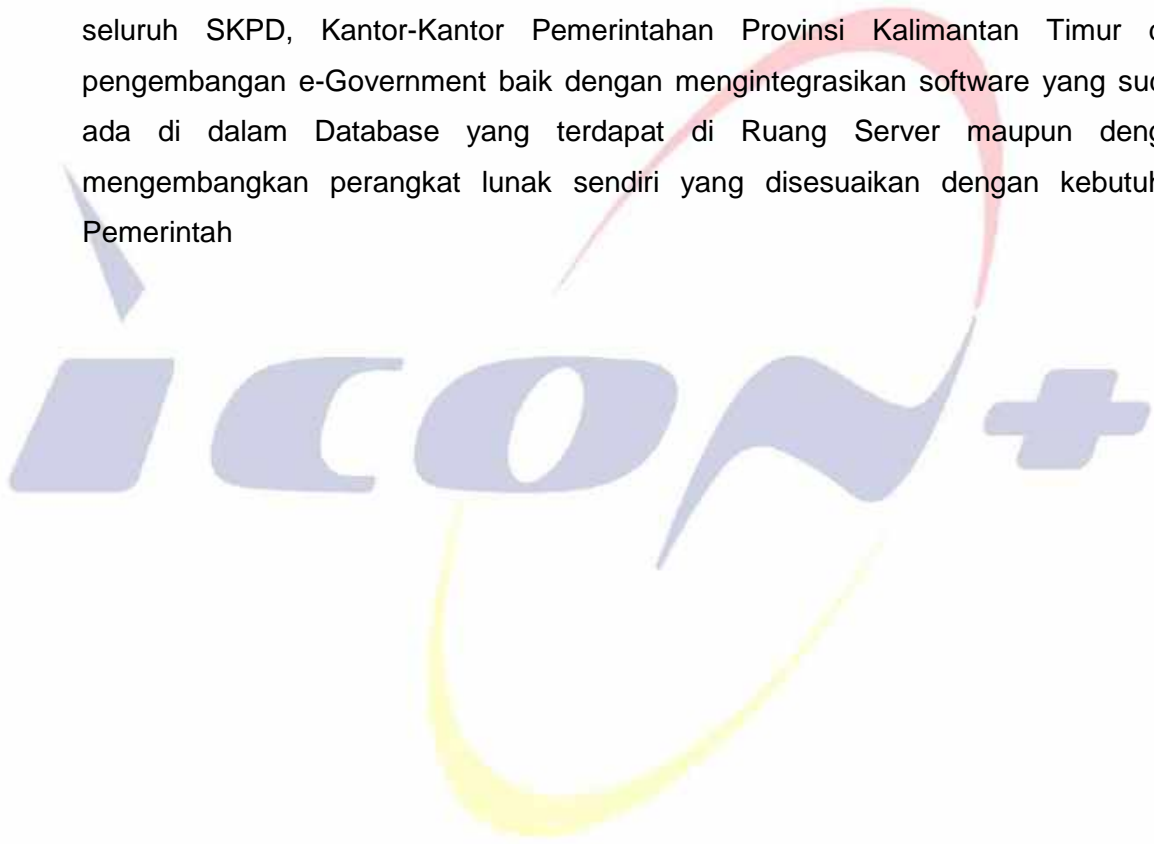 seluruh SKPD, Kantor-Kantor Pemerintahan Provinsi Kalimantan Timur
pengembangan e-Government baik dengan mengintegrasikan software yang
ada di dalam Database yang terdapat di Ruang Server maupun
mengembangkan perangkat lunak sendiri yang disesuaikan dengan
Pemerintah
icon+